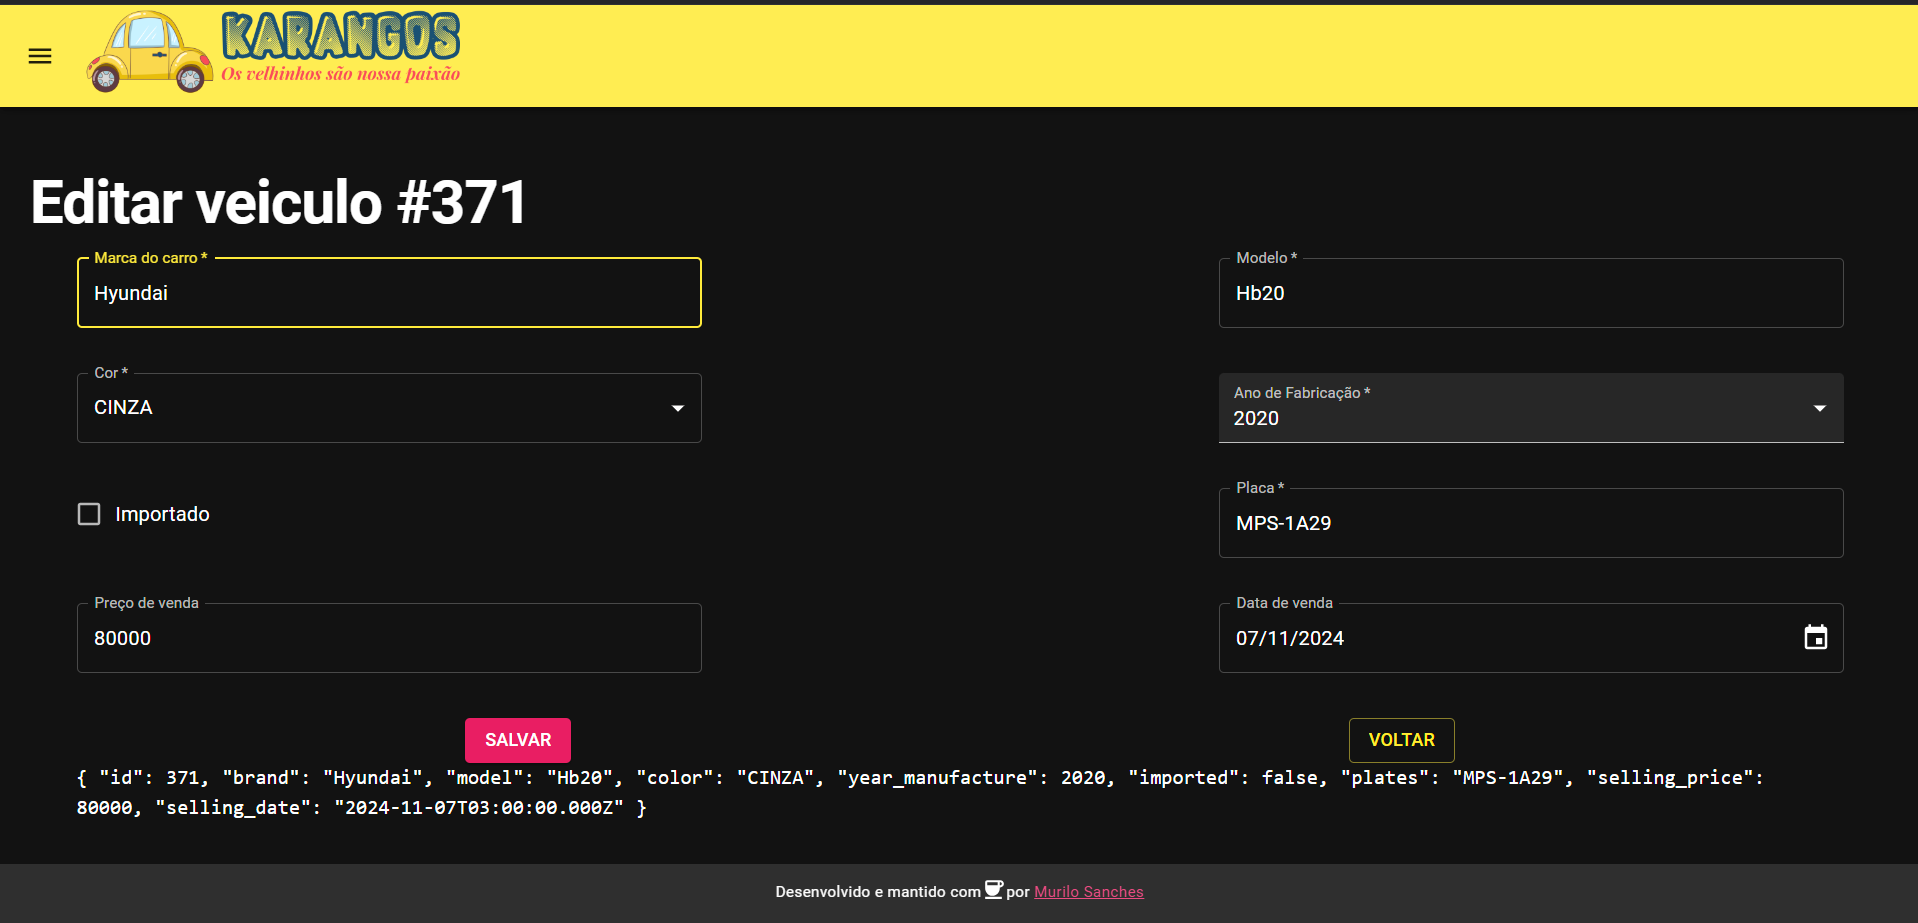 KARANGOS
Os velhinhos são nossa paixão
Editar veiculo #371
Marca do carro *
Hyundai
Modelo *
Hb20
Cor *
CINZA
Ano de Fabricação *
2020
Importado
Placa *
MPS-1A29
Preço de venda
80000
Data de venda
07/11/2024
SALVAR
VOLTAR
{ "id": 371, "brand": "Hyundai", "model": "Hb20", "color": "CINZA", "year_manufacture": 2020, "imported": false, "plates": "MPS-1A29", "selling_price":
80000, "selling_date": "2024-11-07T03:00:00.000Z" }
Desenvolvido e mantido com por Murilo Sanches